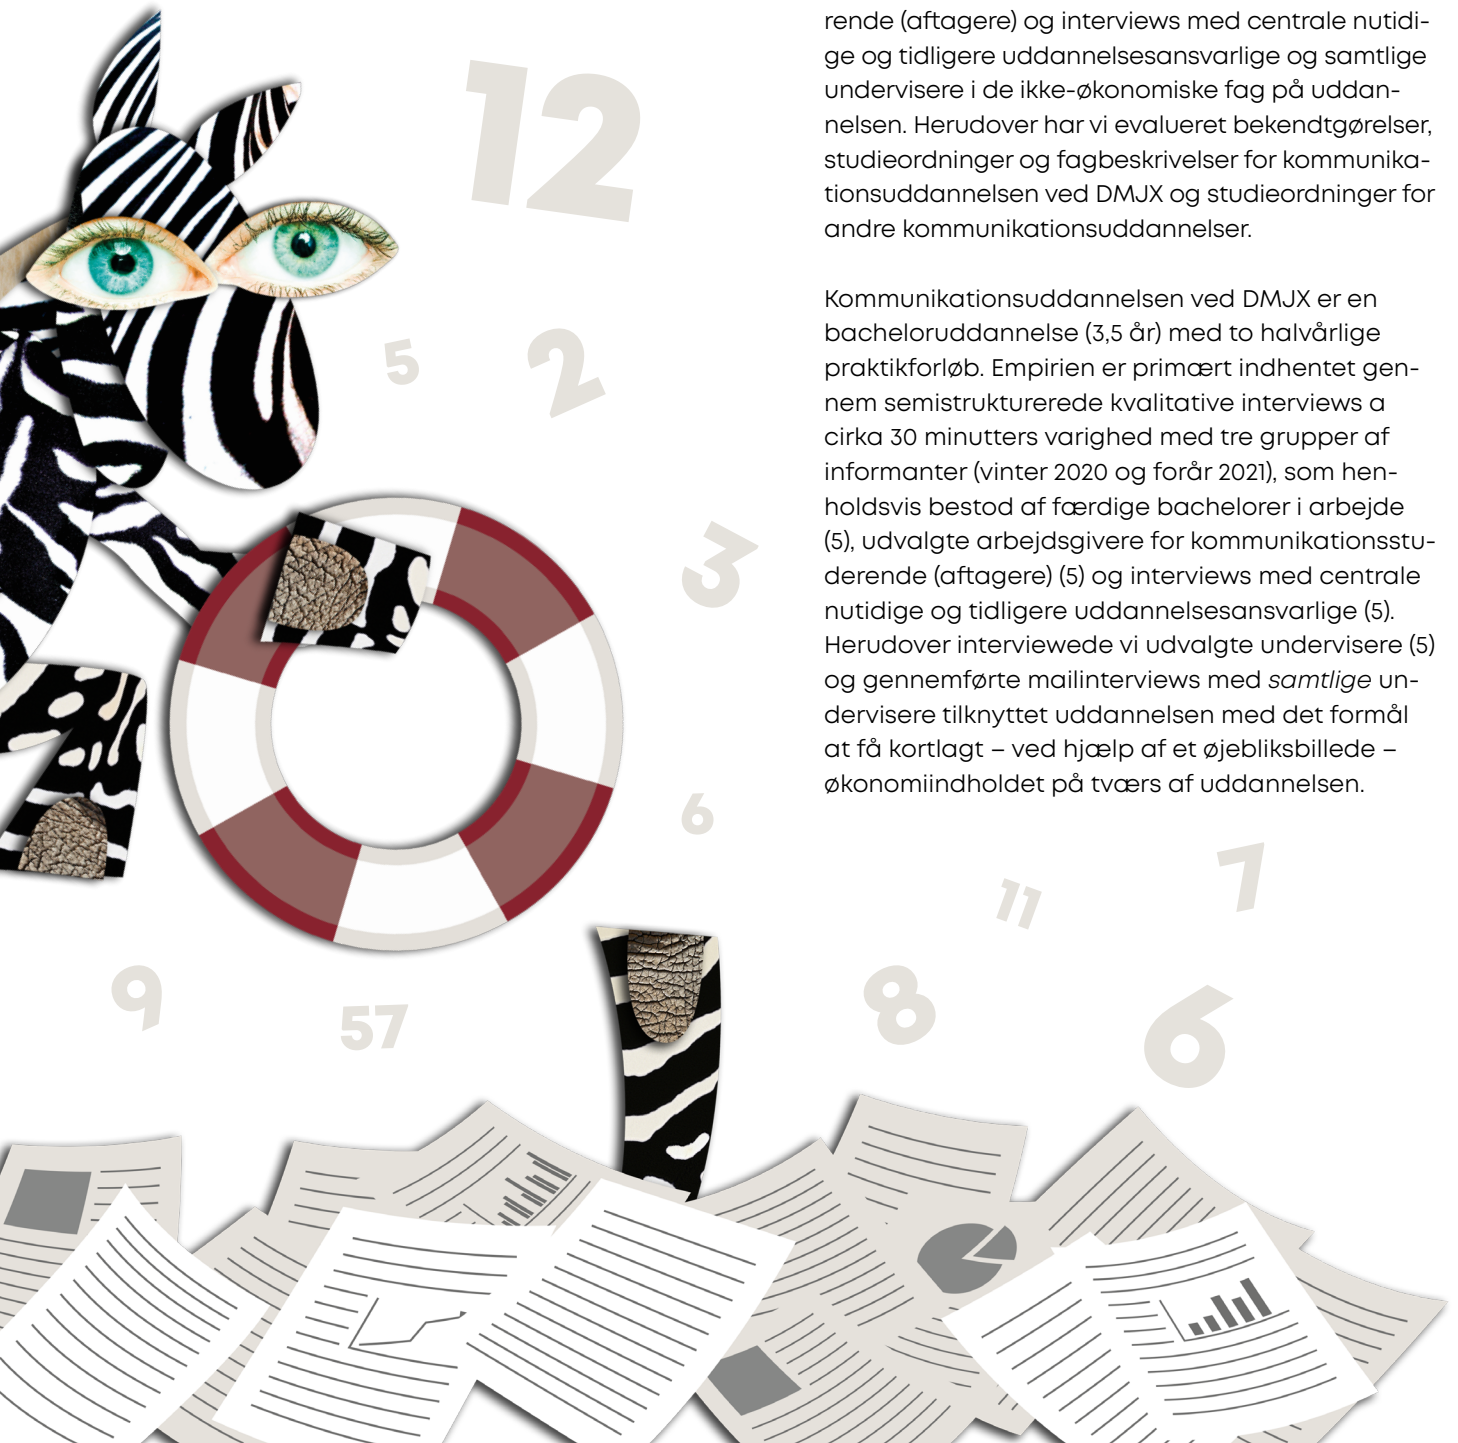 rende (aftagere) og interviews med centrale nutidi-
ge og tidligere uddannelsesansvarlige og samtlige
undervisere i de ikke-økonomiske fag på uddan-
nelsen. Herudover har vi evalueret bekendtgørelser,
studieordninger og fagbeskrivelser for kommunika-
tionsuddannelsen ved DMJX og studieordninger for
andre kommunikationsuddannelser.
Kommunikationsuddannelsen ved DMJX er en
bacheloruddannelse (3,5 år) med to halvårlige
praktikforløb. Empirien er primært indhentet gen-
nem semistrukturerede kvalitative interviews a
cirka 30 minutters varighed med tre grupper af
informanter (vinter 2020 og forår 2021), som hen-
holdsvis bestod af færdige bachelorer i arbejde
(5), udvalgte arbejdsgivere for kommunikationsstu-
derende (aftagere) (5) og interviews med centrale
nutidige og tidligere uddannelsesansvarlige (5).
Herudover interviewede vi udvalgte undervisere (5)
og gennemførte mailinterviews med samtlige un-
dervisere tilknyttet uddannelsen med det formål
at få kortlagt – ved hjælp af et øjebliksbillede –
økonomiindholdet på tværs af uddannelsen.
12
5
2
3
6
7
11
9
57
8
6